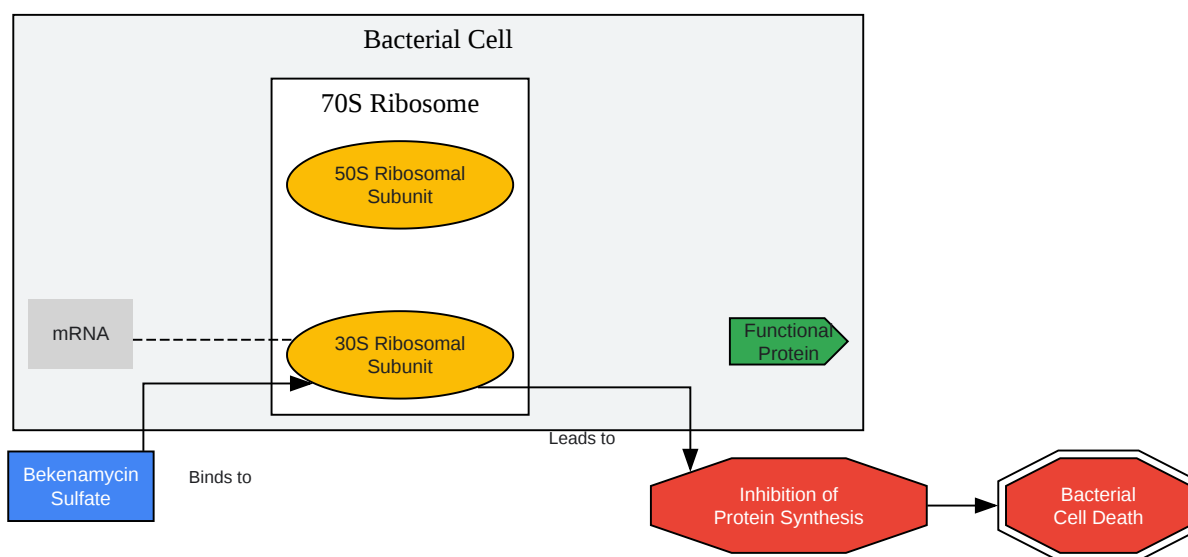 Bacterial Cell
70S Ribosome
50S Ribosomal
Subunit
mRNA
30S Ribosomal
Subunit
Functional
Protein
Leads to
Bekenamycin
Sulfate
Binds to
Inhibition of
Protein Synthesis
Bacterial
Cell Death